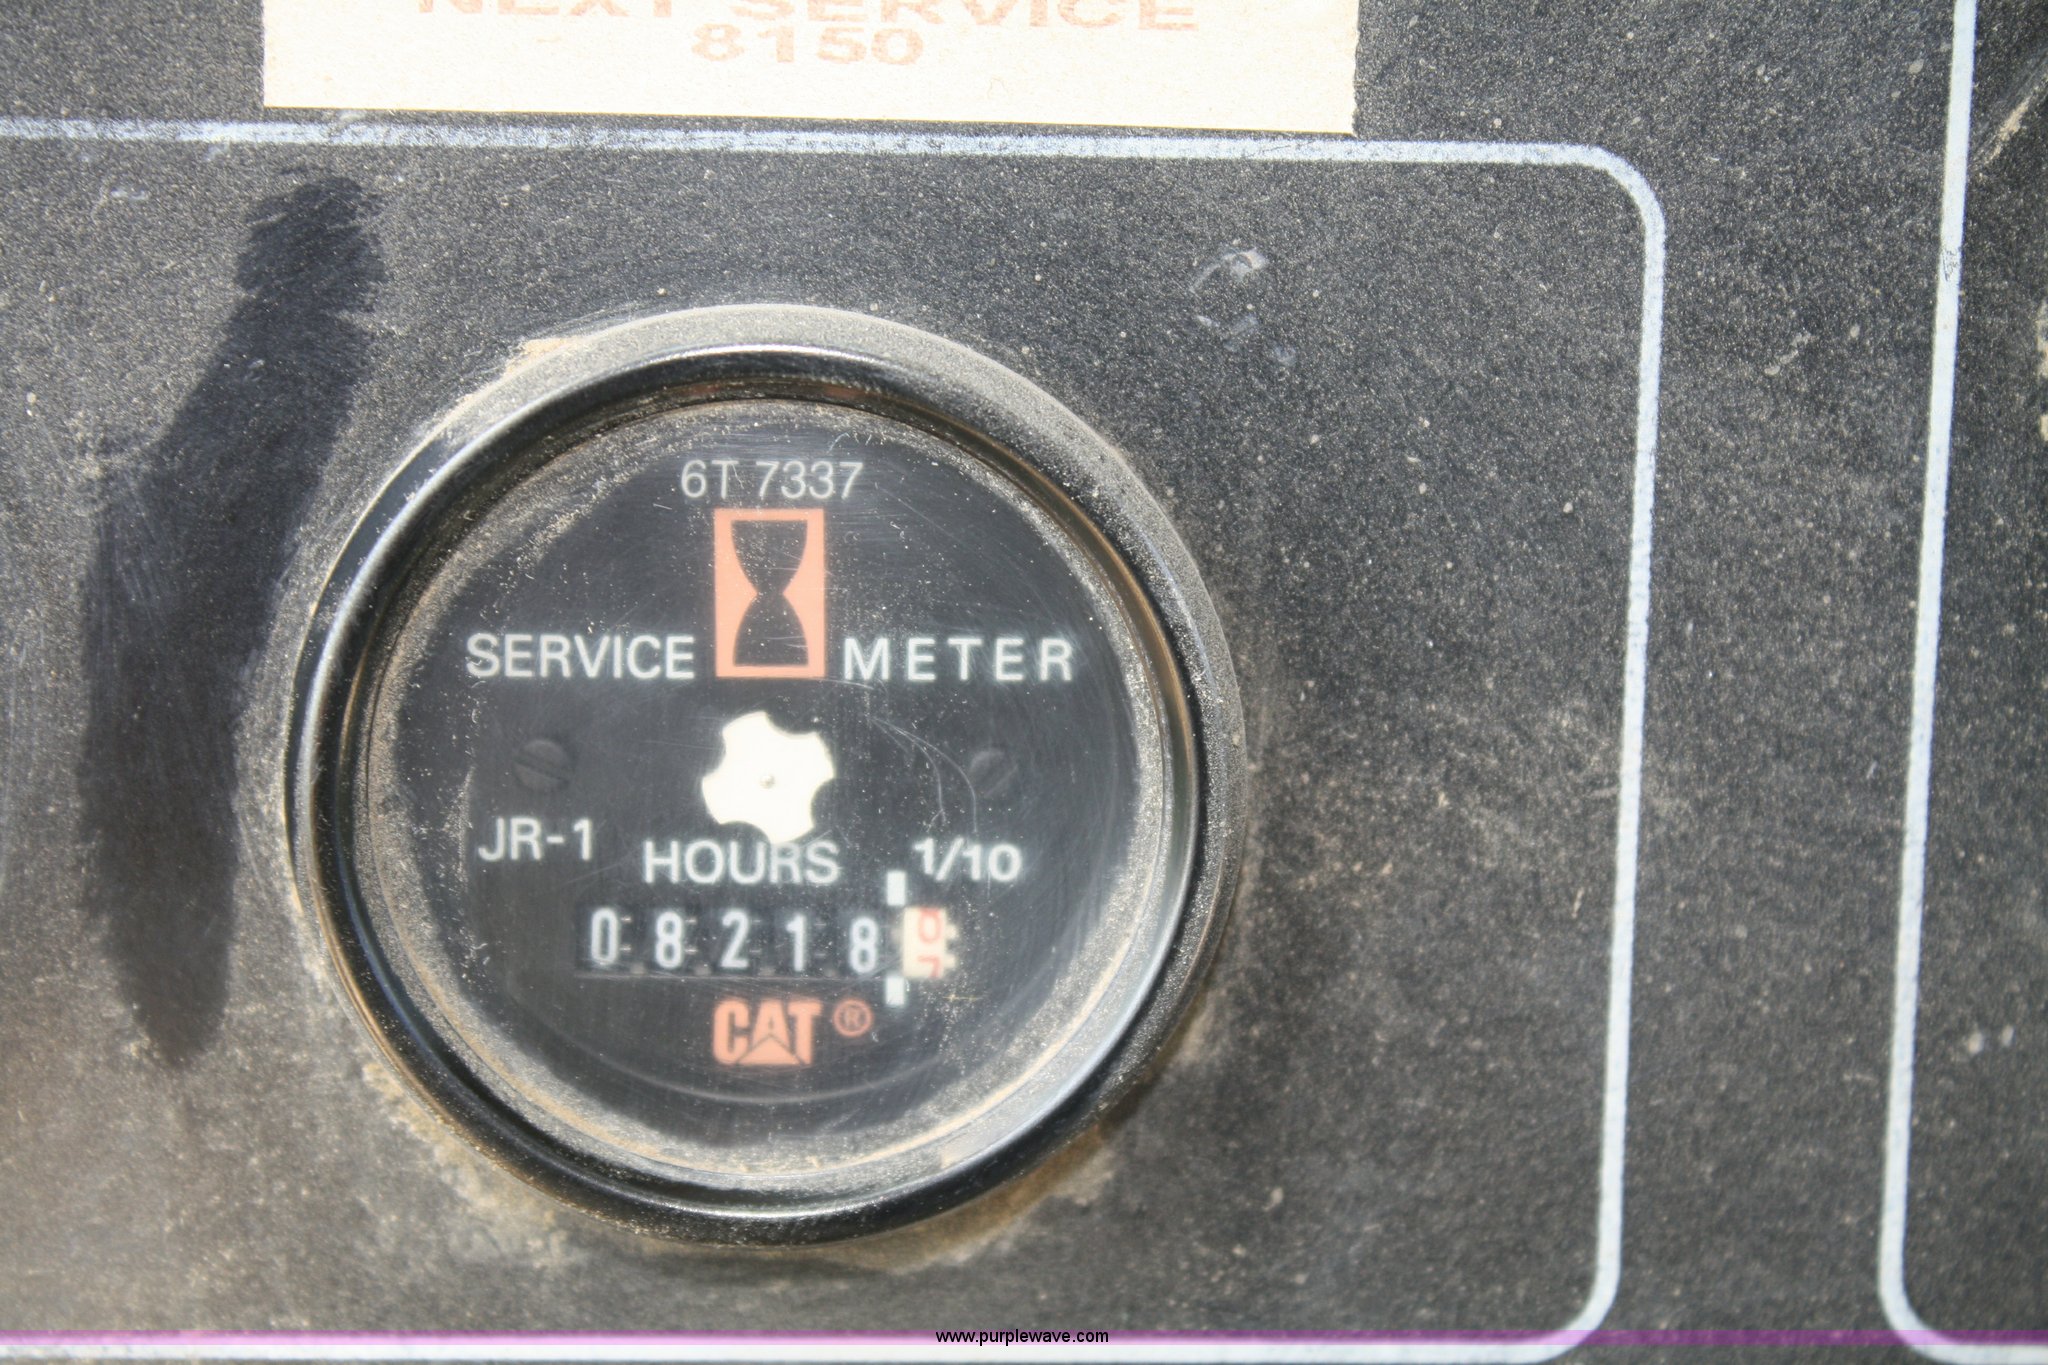 NEXT SERVICE
8150
6T 7337
SERVICE METER
JR-1 HOURS 1/10
08218
CAT®
www.purplewave.com